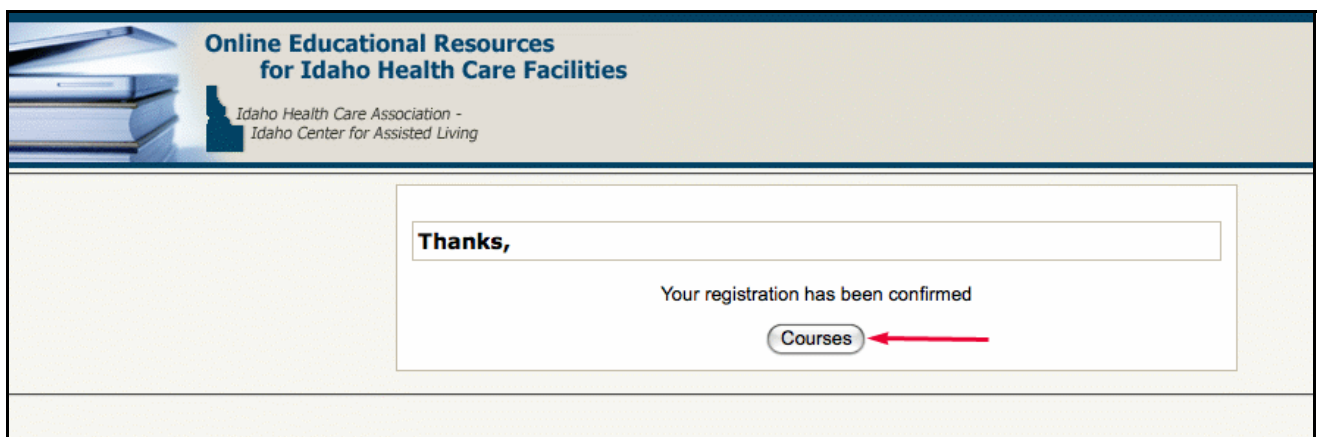 Online Educational Resources
for Idaho Health Care Facilities
Idaho Health Care Association -
Idaho Center for Assisted Living
Thanks,
Your registration has been confirmed
Courses